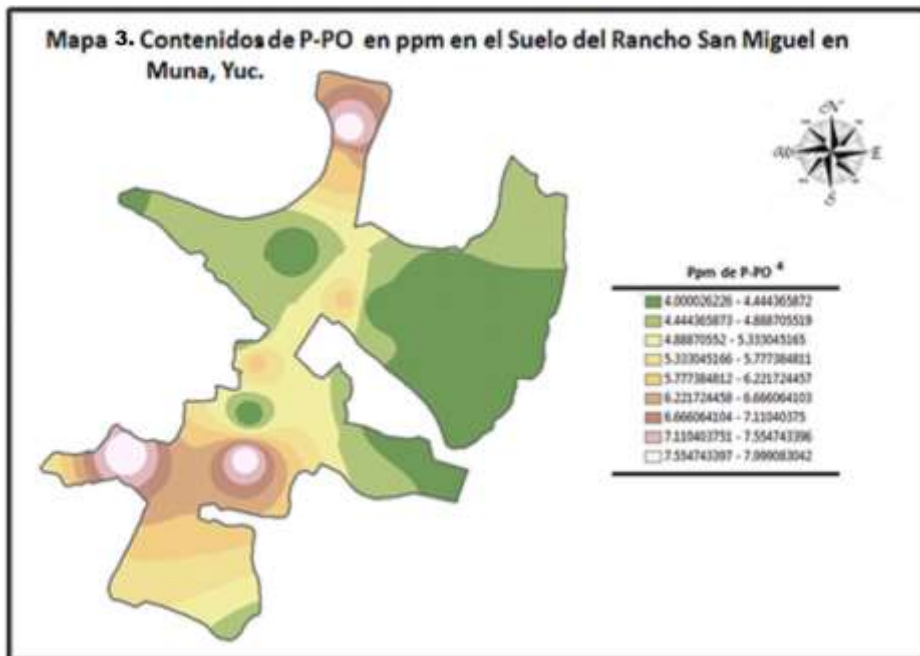 Mapa 3. Contenidos de P-PO en ppm en el Suelo del Rancho San Miguel en
Muna, Yuc.
N
E
S
Ppm de P-PO 4
4.000026226 - 4.444365872
4.444365873 - 4.888705519
4.88870552 - 5.333045165
5.333045166 - 5.777384811
5.777384812 - 6.221724457
6.221724458 - 6.666064103
6.666064104 - 7.11040375
7.110403751 - 7.554743396
7.554743397 - 7.999083042